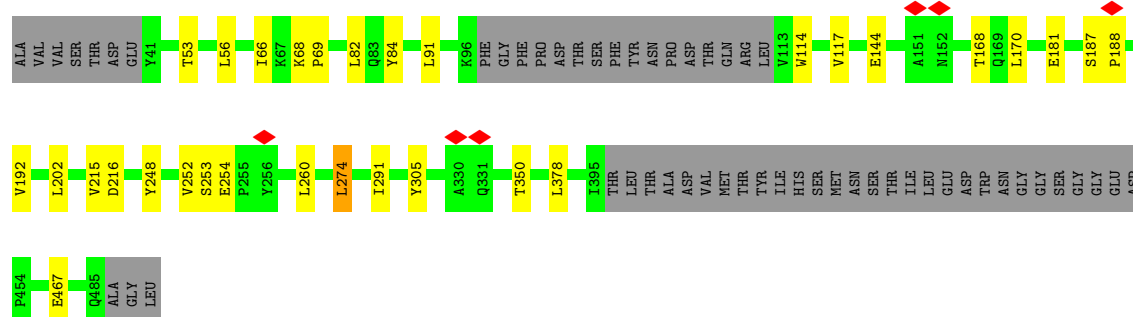 ALA VAL VAL SER THR ASP GLU Y41 T53 L56 I66 K67 K68 P69 L82 Q83 Y84 L91 K96 PHE GLY PHE PRO ASP THR SER PHE TYR ASN PRO ASP THR GLN ARG LEU V113 W114 V117 E144 A151 N152 T168 Q169 L170 E181 S187 P188
V192 L202 V215 D216 Y248 V252 S253 E254 P255 Y256 L260 L274 I291 Y305 A330 Q331 T350 L378 I395 THR LEU THR ALA ASP VAL MET THR TYR ILE HIS SER MET ASN SER THR ILE LEU GLU ASP TRP ASN GLY GLY SER GLY GLY GLU ASP
P454 E467 Q485 ALA GLY LEU